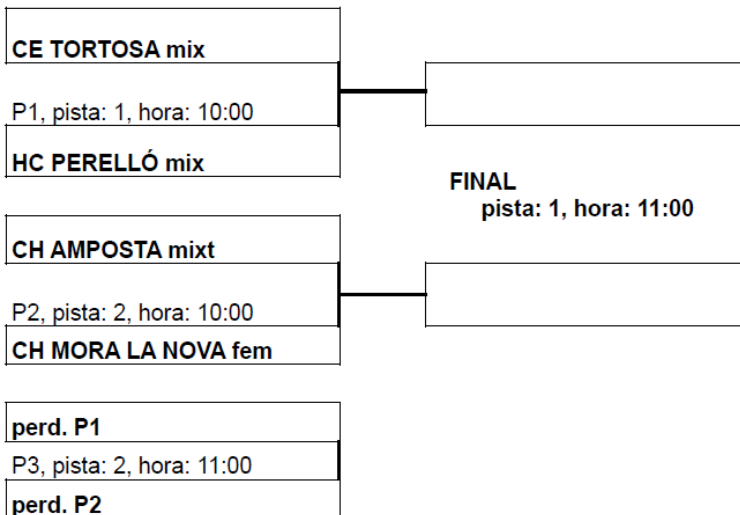 CE TORTOSA mix
P1, pista: 1, hora: 10:00
HC PERELLÓ mix
FINAL
pista: 1, hora: 11:00
CH AMPOSTA mixt
P2, pista: 2, hora: 10:00
CH MORA LA NOVA fem
perd. P1
P3, pista: 2, hora: 11:00
perd. P2